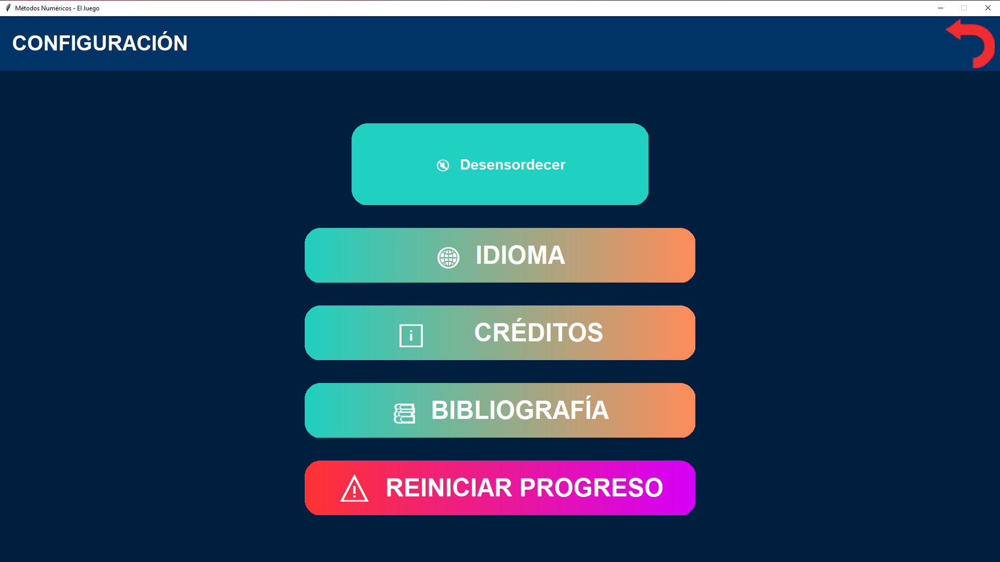 Métodos Numéricos - El Juego
CONFIGURACIÓN
Desensordecer
IDIOMA
i CRÉDITOS
BIBLIOGRAFÍA
! REINICIAR PROGRESO